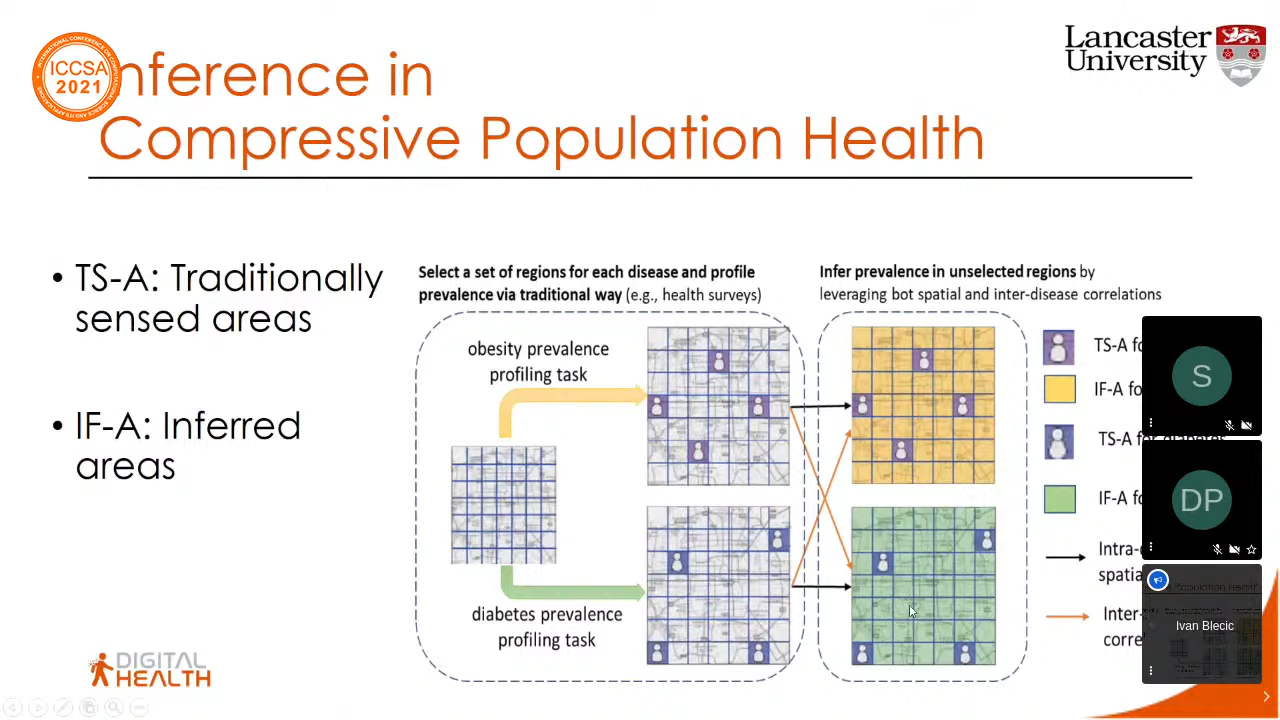 ICCSA
2021
nference in
Compressive Population Health
Lancaster
University
• TS-A: Traditionally
sensed areas
• IF-A: Inferred
areas
Select a set of regions for each disease and profile
prevalence via traditional way (e.g., health surveys)
Infer prevalence in unselected regions by
leveraging bot spatial and inter-disease correlations
obesity prevalence
profiling task
diabetes prevalence
profiling task
TS-A fo
IF-A fo
TS-A for diabetes
IF-A fo
Intra-
spatia
Inter-
corre
S
DP
Ivan Blecic
DIGITAL
HEALTH